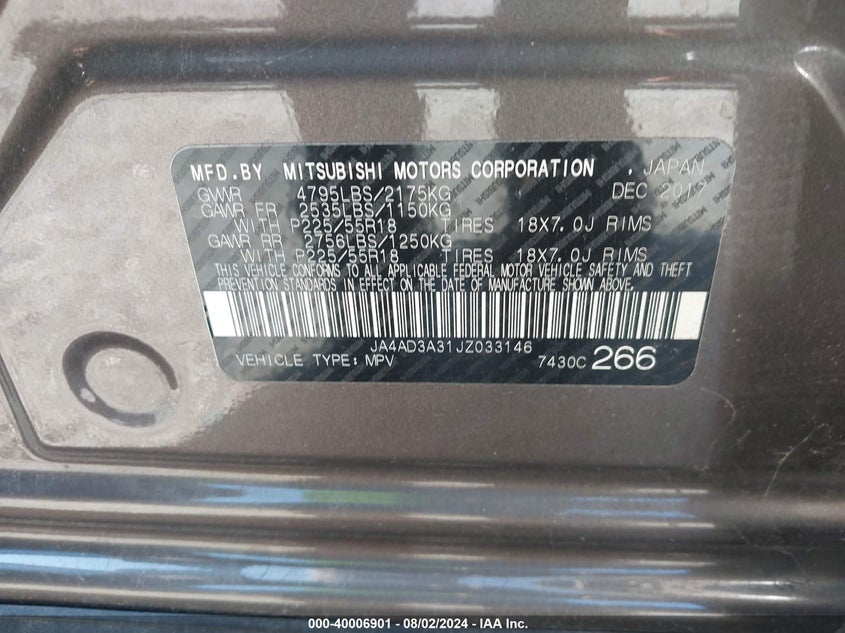 MFD.BY MITSUBISHI MOTORS CORPORATION , JAPAN
GVWR 4795LBS/2175KG DEC 2017
GAWR FR 2535LBS/1150KG
WITH P225/55R18 TIRES 18X7.0J RIMS
GAWR RR 2756LBS/1250KG
WITH P225/55R18 TIRES 18X7.0J RIMS
THIS VEHICLE CONFORMS TO ALL APPLICABLE FEDERAL MOTOR VEHICLE SAFETY AND THEFT
PREVENTION STANDARDS IN EFFECT ON THE DATE OF MANUFACTURE SHOWN ABOVE.
JA4AD3A31JZ033146
VEHICLE TYPE: MPV 7430C 266
000-40006901 - 08/02/2024 - IAA Inc.